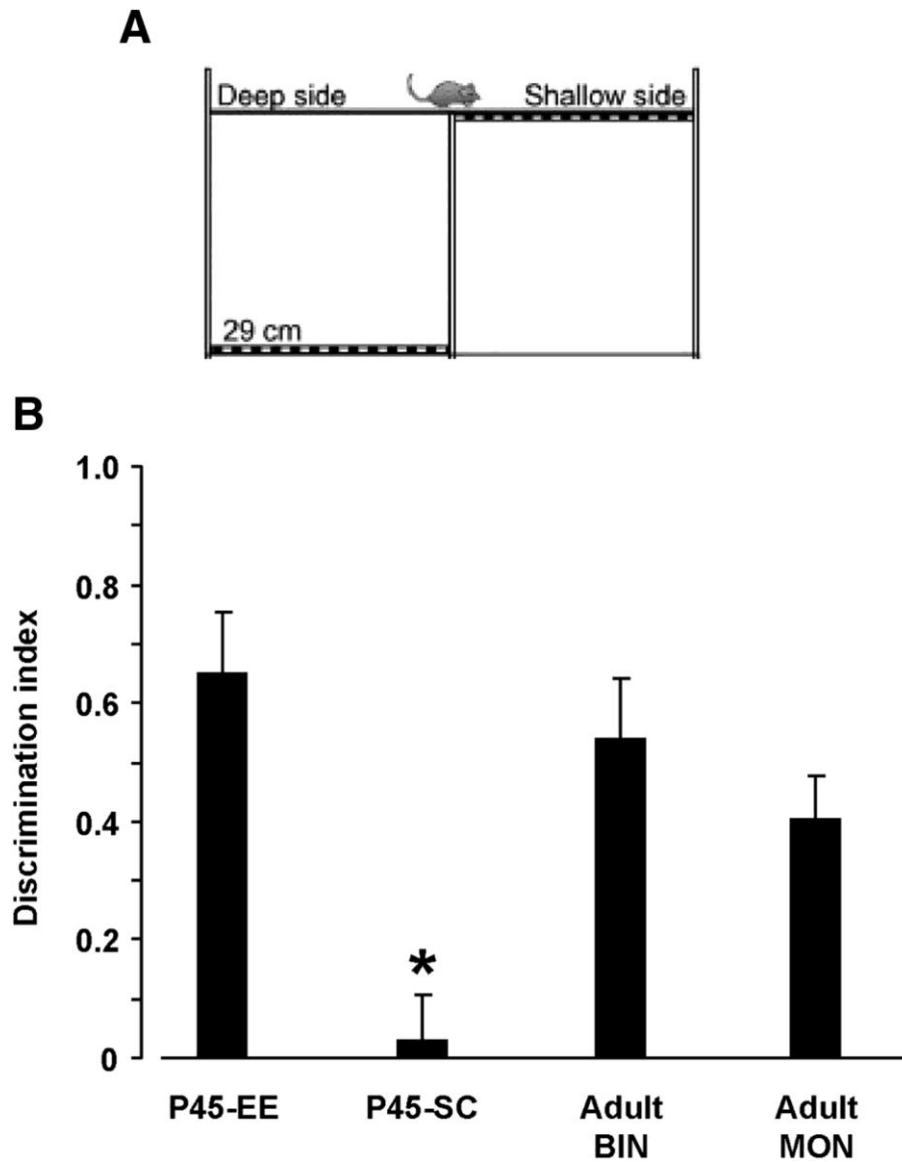 A
Deep side
Shallow side
29 cm
B
1.0
0.8
0.6
0.4
0.2
0
Discrimination index
*
P45-EE
P45-SC
Adult
BIN
Adult
MON